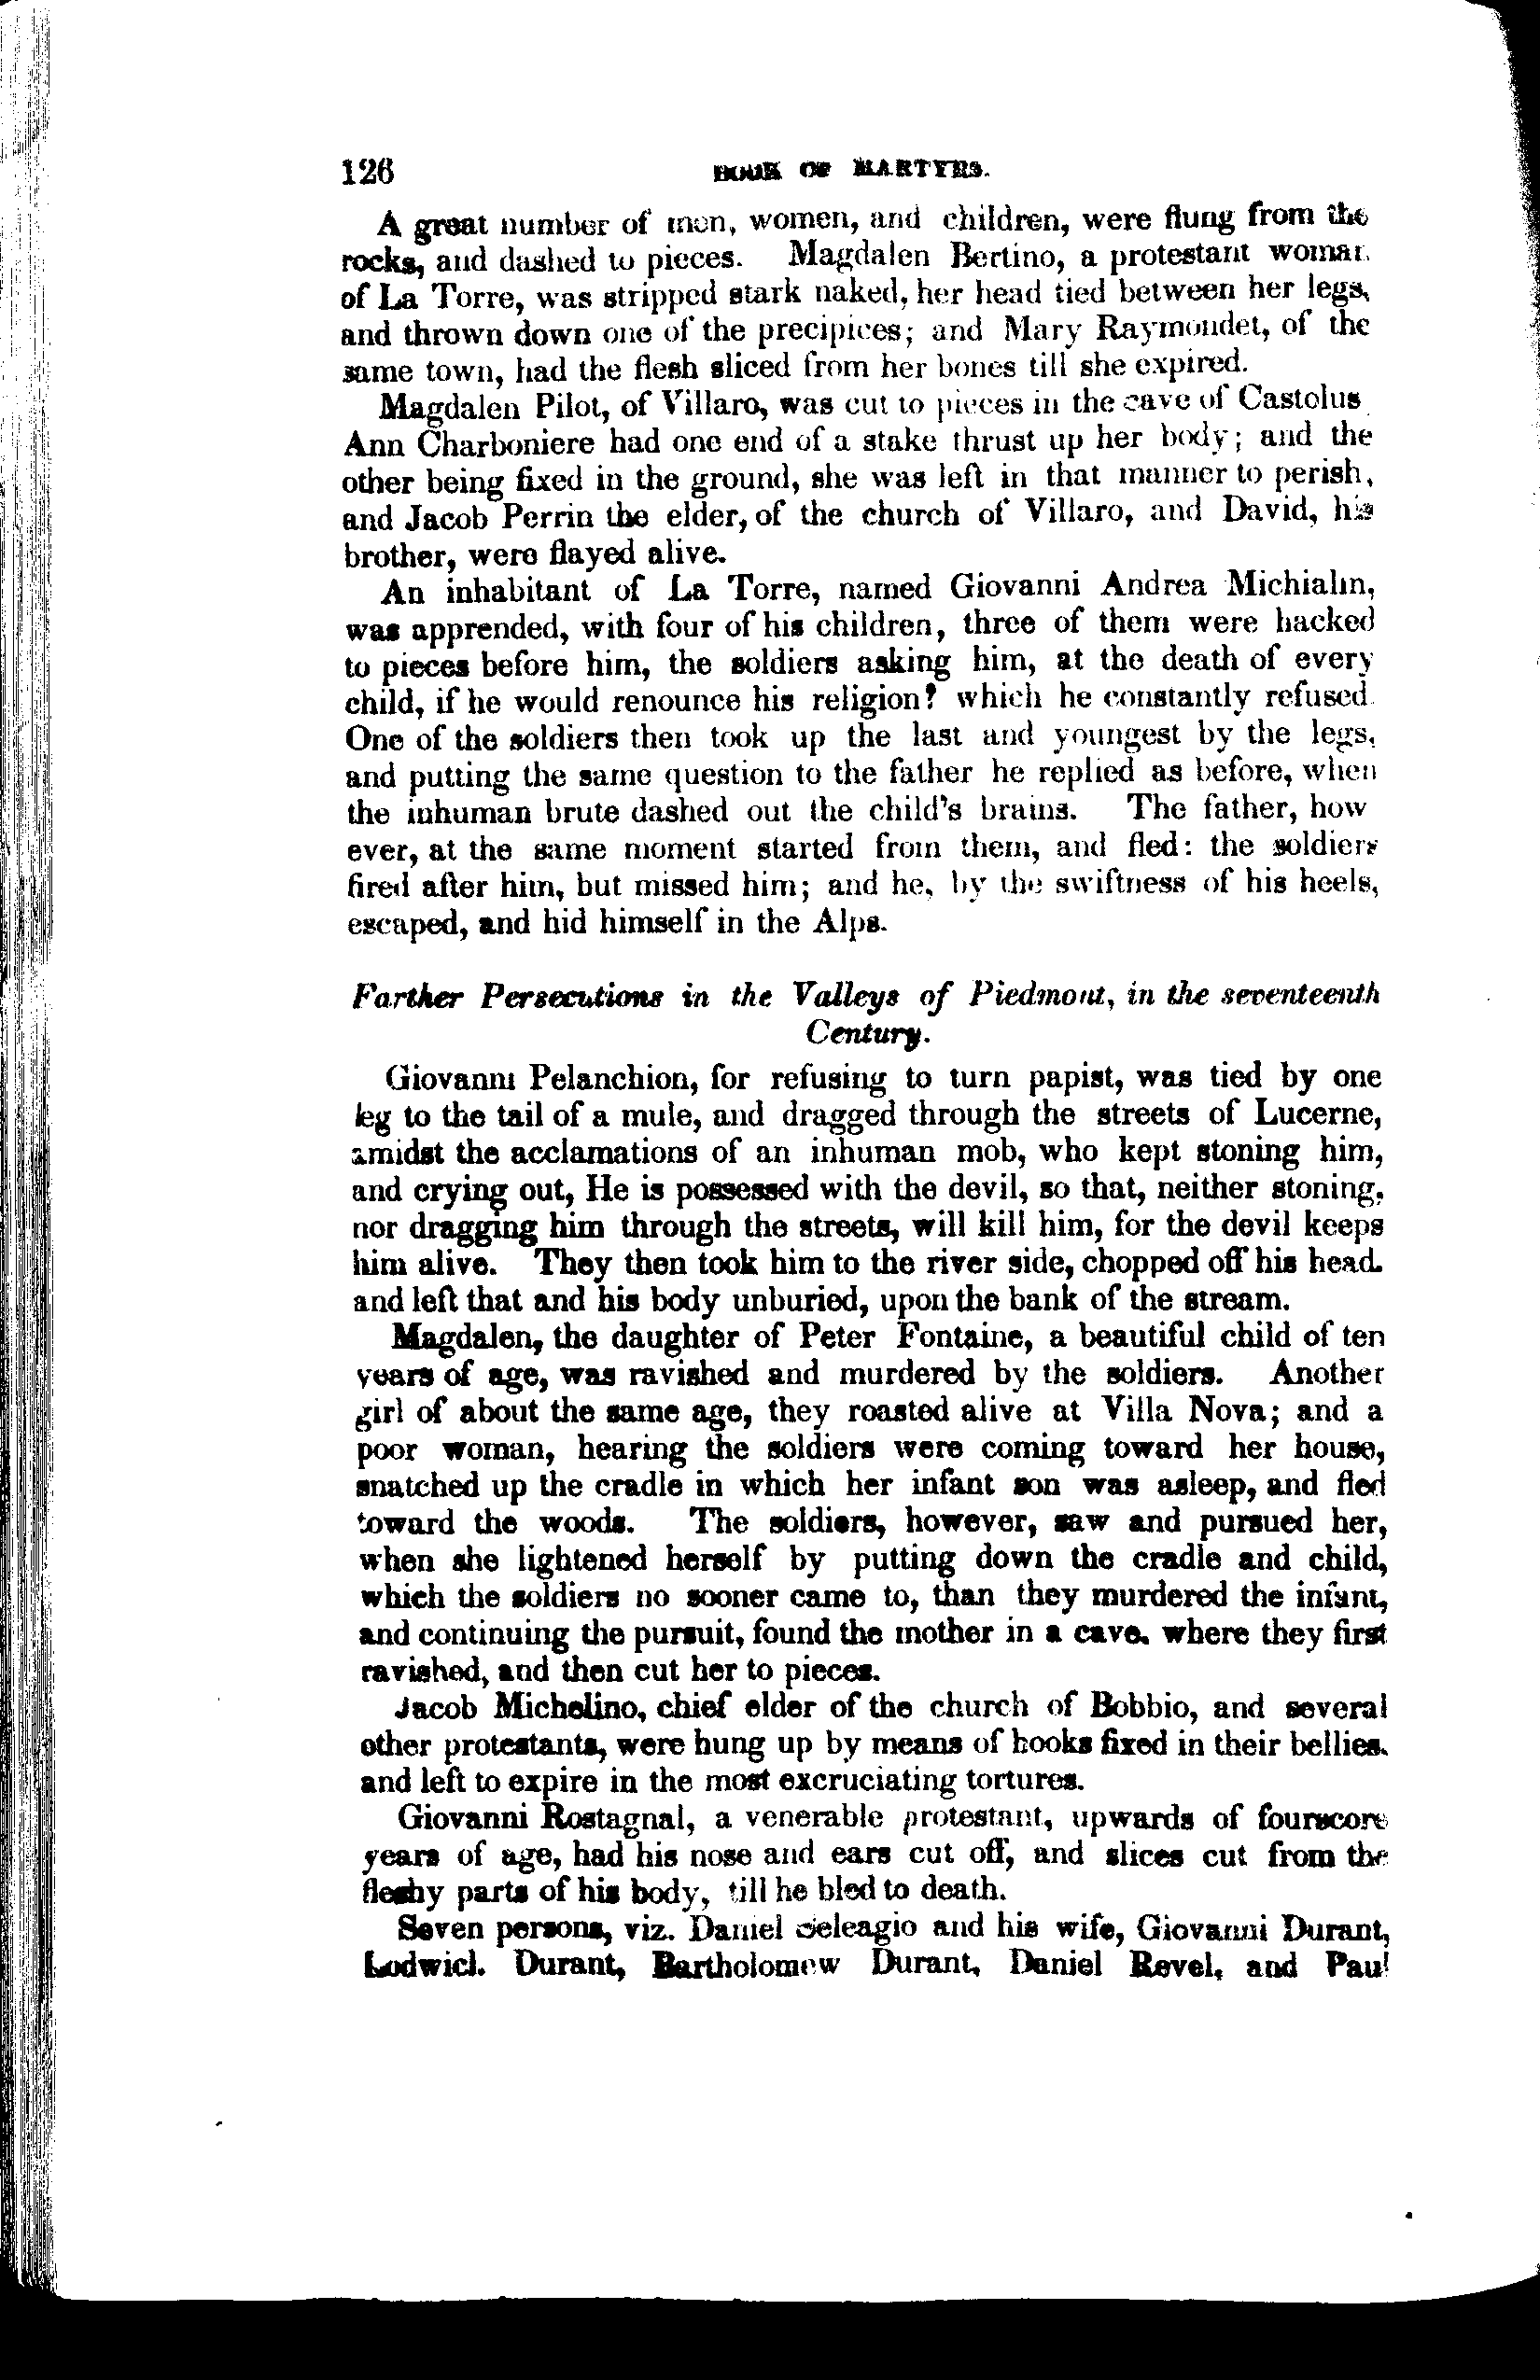 126 BOOK OF MARTYRS.
A great number of men, women, and children, were flung from the
rocks, and dashed to pieces. Magdalen Bertino, a protestant woman
of La Torre, was stripped stark naked, her head tied between her legs,
and thrown down one of the precipices; and Mary Raymondet, of the
same town, had the flesh sliced from her bones till she expired.
Magdalen Pilot, of Villaro, was cut to pieces in the cave of Castolus
Ann Charboniere had one end of a stake thrust up her body; and the
other being fixed in the ground, she was left in that manner to perish,
and Jacob Perrin the elder, of the church of Villaro, and David, his
brother, were flayed alive.
An inhabitant of La Torre, named Giovanni Andrea Michialin,
was apprended, with four of his children, three of them were hacked
to pieces before him, the soldiers asking him, at the death of every
child, if he would renounce his religion? which he constantly refused
One of the soldiers then took up the last and youngest by the legs,
and putting the same question to the father he replied as before, when
the inhuman brute dashed out the child's brains. The father, how
ever, at the same moment started from them, and fled: the soldiers
fired after him, but missed him; and he, by the swiftness of his heels,
escaped, and hid himself in the Alps.
Farther Persecutions in the Valleys of Piedmont, in the seventeenth
Century.
Giovanni Pelanchion, for refusing to turn papist, was tied by one
leg to the tail of a mule, and dragged through the streets of Lucerne,
amidst the acclamations of an inhuman mob, who kept stoning him,
and crying out, He is possessed with the devil, so that, neither stoning,
nor dragging him through the streets, will kill him, for the devil keeps
him alive. They then took him to the river side, chopped off his head.
and left that and his body unburied, upon the bank of the stream.
Magdalen, the daughter of Peter Fontaine, a beautiful child of ten
years of age, was ravished and murdered by the soldiers. Another
girl of about the same age, they roasted alive at Villa Nova; and a
poor woman, hearing the soldiers were coming toward her house,
snatched up the cradle in which her infant son was asleep, and fled
toward the woods. The soldiers, however, saw and pursued her,
when she lightened herself by putting down the cradle and child,
which the soldiers no sooner came to, than they murdered the infant,
and continuing the pursuit, found the mother in a cave. where they first
ravished, and then cut her to pieces.
Jacob Michelino, chief elder of the church of Bobbio, and several
other protestants, were hung up by means of hooks fixed in their bellies.
and left to expire in the most excruciating tortures.
Giovanni Rostagnal, a venerable protestant, upwards of fourscore
years of age, had his nose and ears cut off, and slices cut from the
fleshy parts of his body, till he bled to death.
Seven persons, viz. Daniel Seleagio and his wife, Giovanni Durant,
Lodwick Durant, Bartholomew Durant, Daniel Revel, and Paul